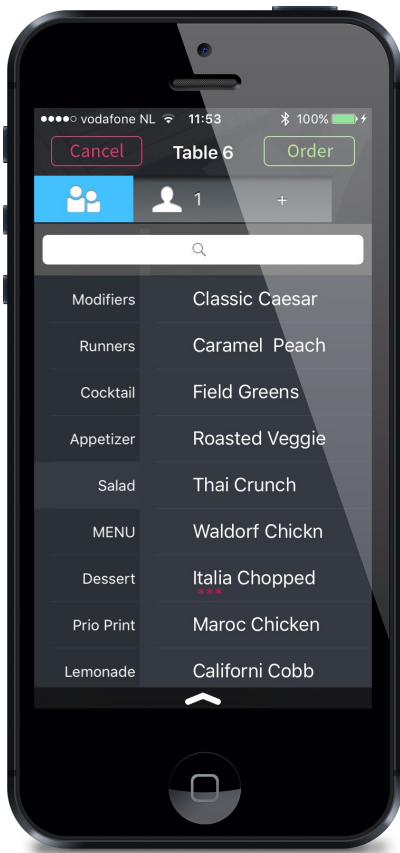 vodafone NL 11:53 100%
Cancel Table 6 Order
1 +
Modifiers Classic Caesar
Runners Caramel Peach
Cocktail Field Greens
Appetizer Roasted Veggie
Salad Thai Crunch
MENU Waldorf Chickn
Dessert Italia Chopped
***
Prio Print Maroc Chicken
Lemonade Californi Cobb